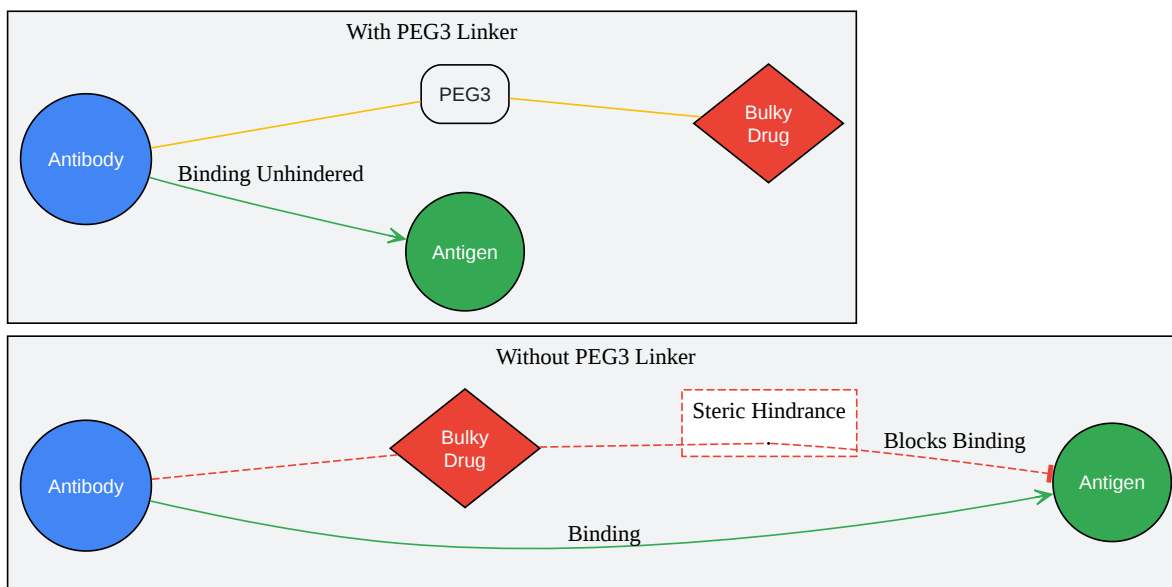 With PEG3 Linker
PEG3
Bulky
Drug
Antibody
Binding Unhindered
Antigen
Without PEG3 Linker
Steric Hindrance
Bulky
Drug
Blocks Binding
Antibody
Antigen
Binding